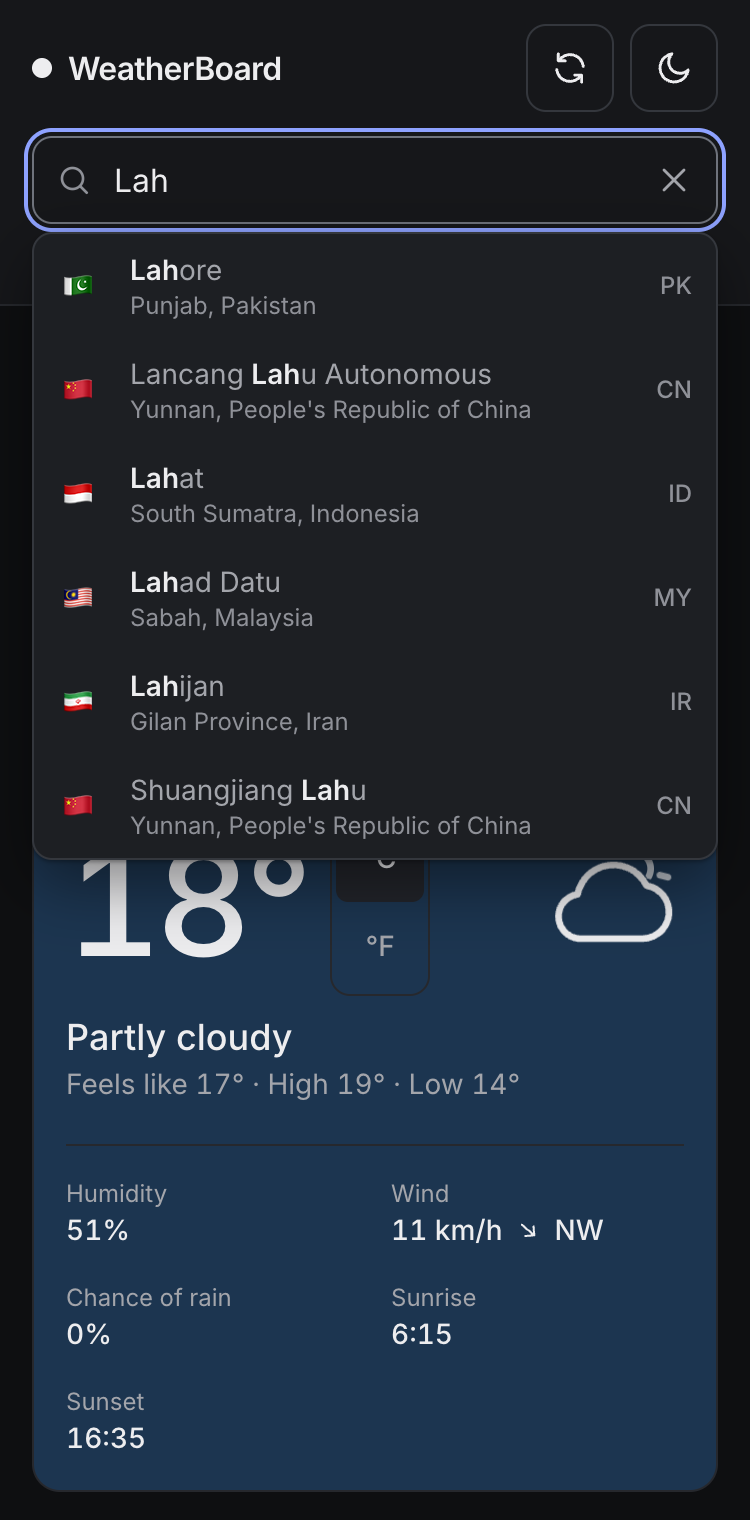 WeatherBoard
Lah
Lahore
Punjab, Pakistan
PK
Lancang Lahu Autonomous
Yunnan, People's Republic of China
CN
Lahat
South Sumatra, Indonesia
ID
Lahad Datu
Sabah, Malaysia
MY
Lahijan
Gilan Province, Iran
IR
Shuangjiang Lahu
Yunnan, People's Republic of China
CN
18°
°F
Partly cloudy
Feels like 17° · High 19° · Low 14°
Humidity
51%
Wind
11 km/h ↘ NW
Chance of rain
0%
Sunrise
6:15
Sunset
16:35